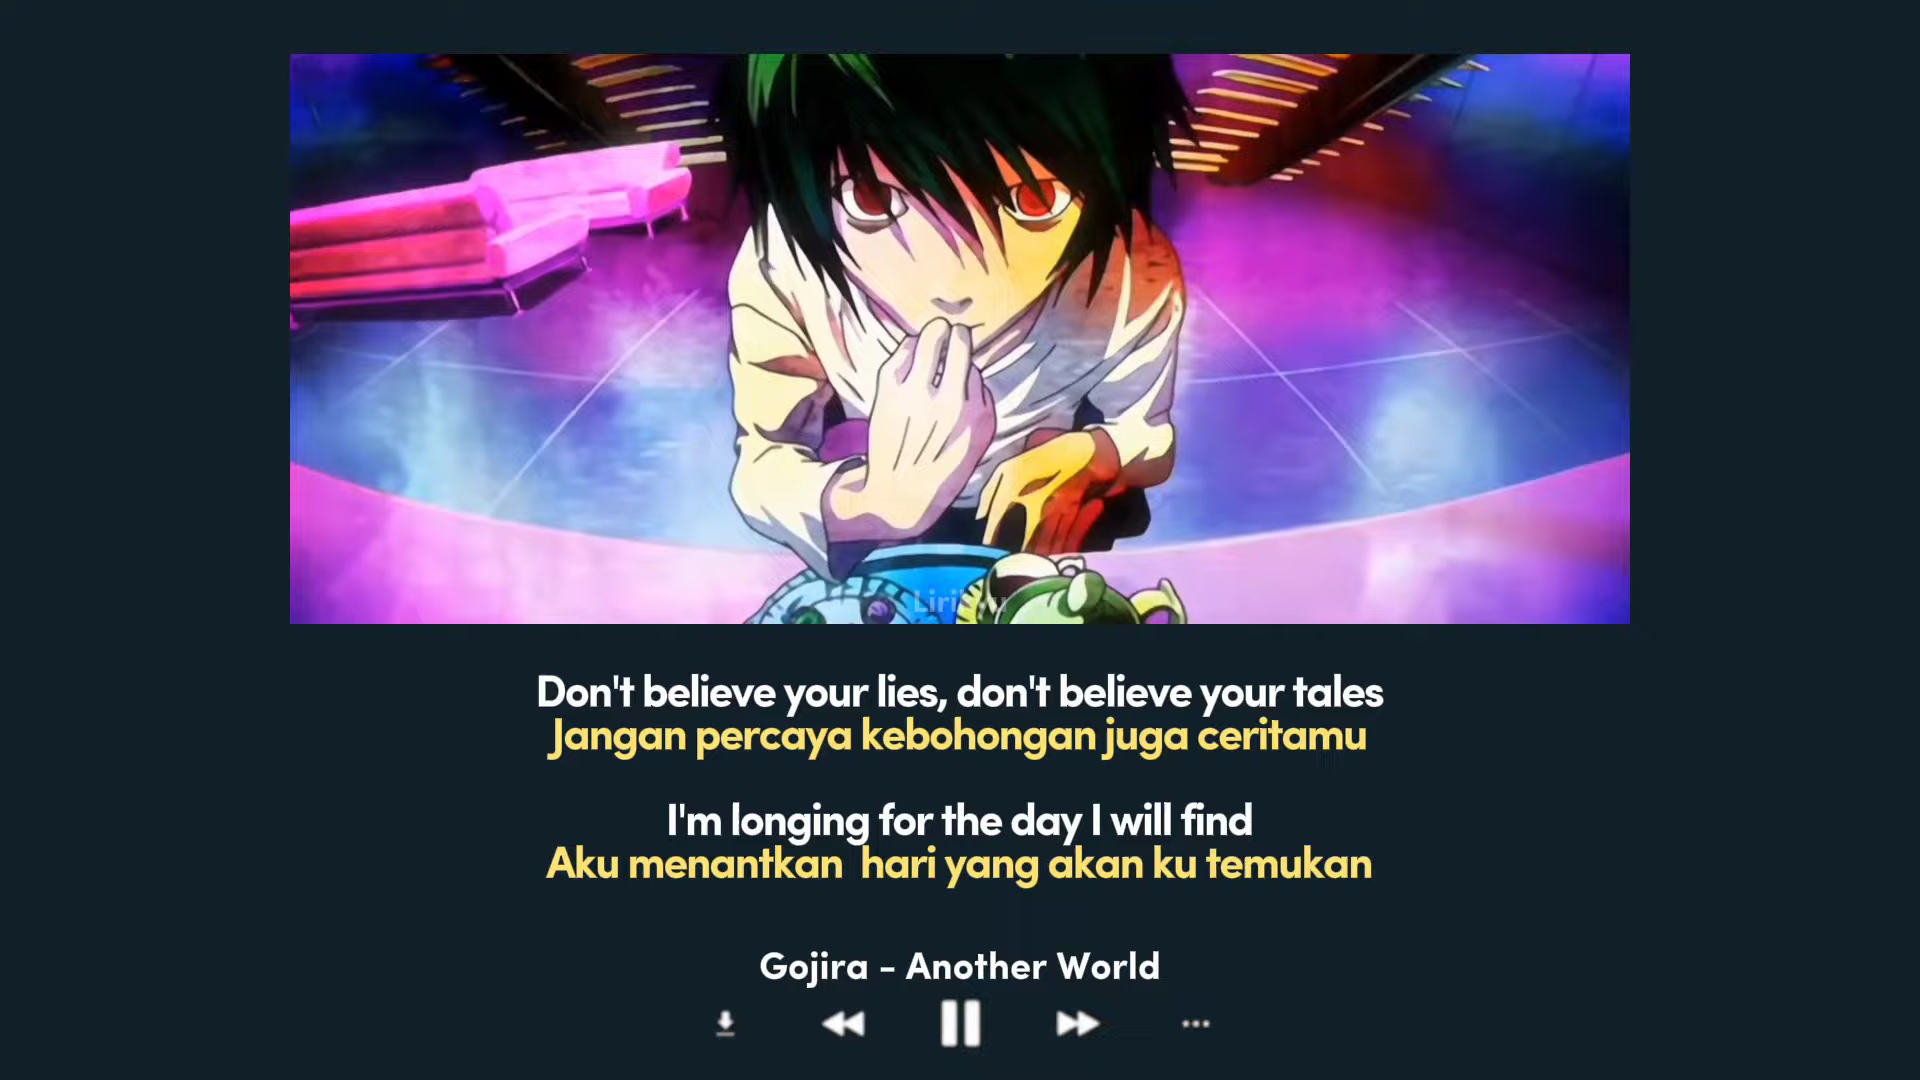 Don't believe your lies, don't believe your tales
Jangan percaya kebohongan juga ceritamu
I'm longing for the day I will find
Aku menantkan  hari yang akan ku temukan
Gojira - Another World